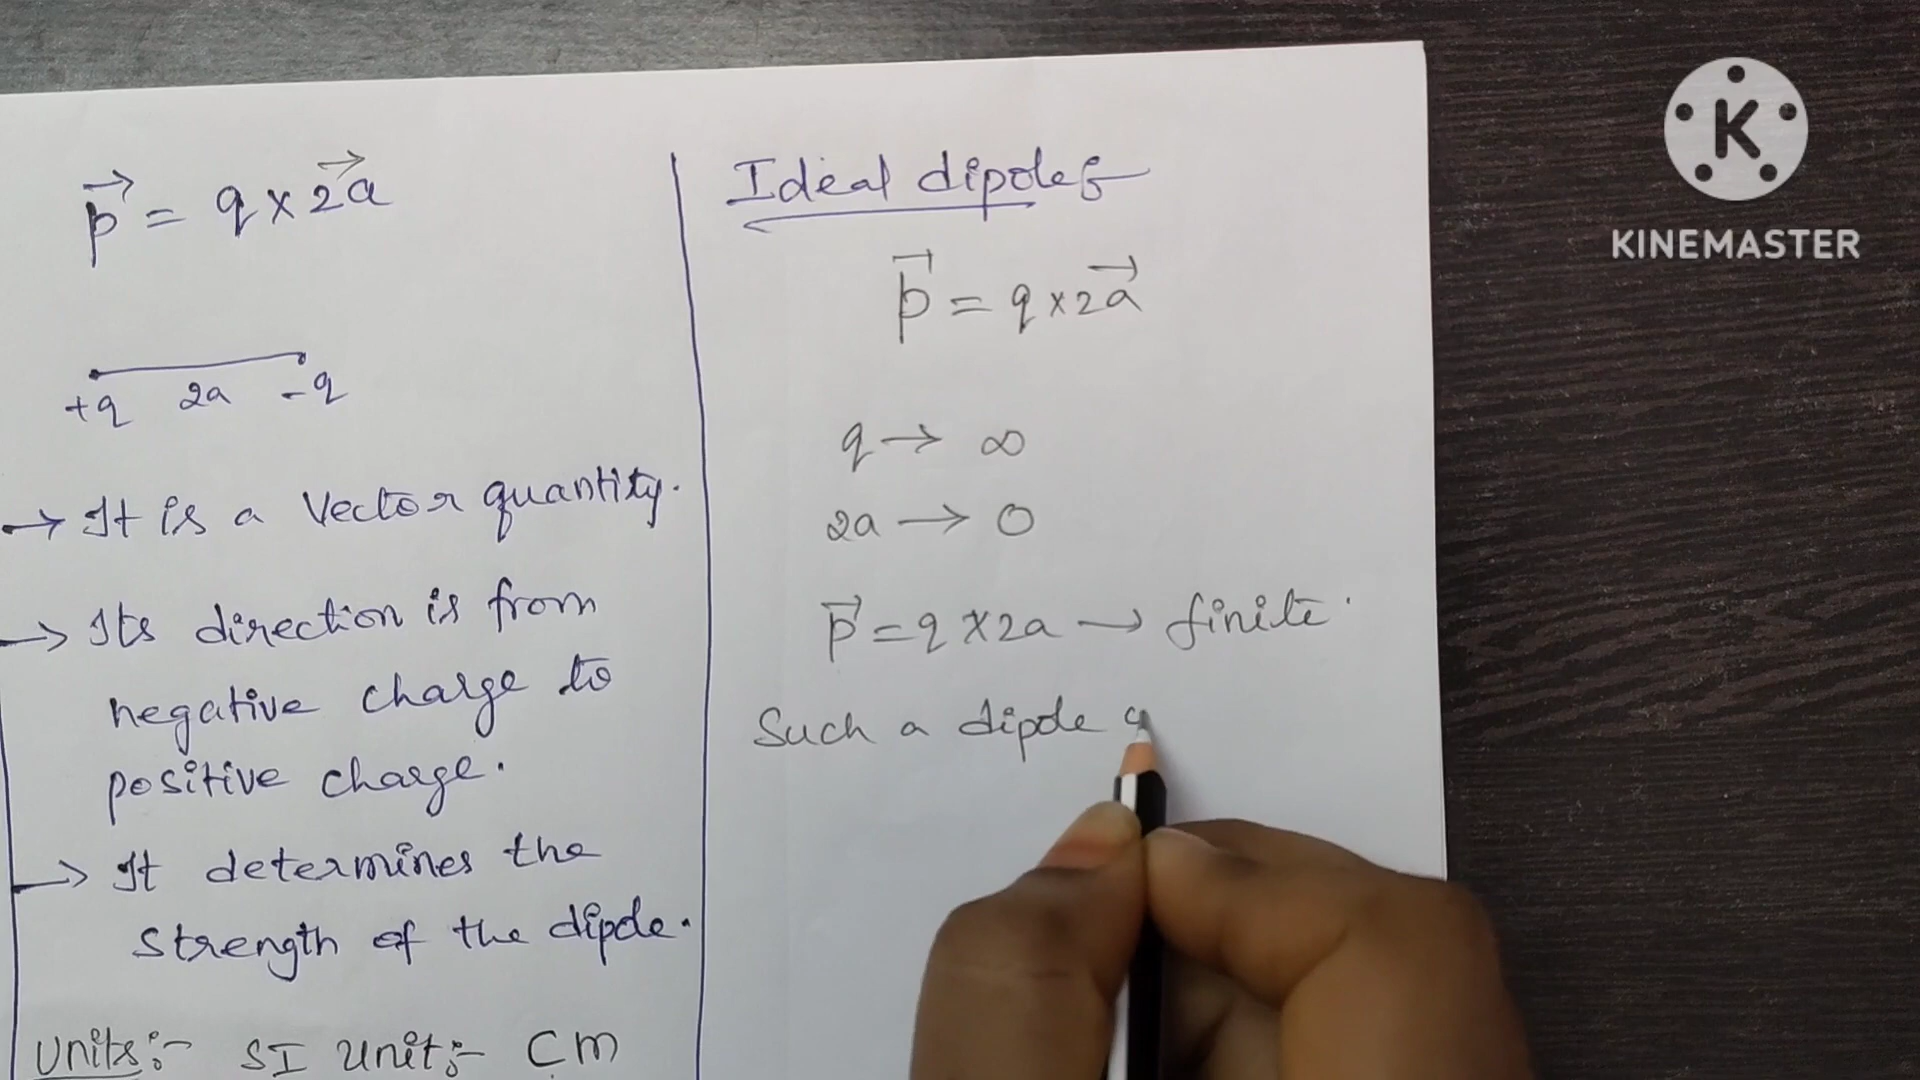 p⃗ = q × 2a⃗
+q 2a -q
→ It is a Vector quantity.
→ Its direction is from
negative charge to
positive charge.
→ It determines the
strength of the dipole.
Units:- SI Unit:- Cm
Ideal dipole:-
p⃗ = q × 2a⃗
q → ∞
2a → 0
p⃗ = q × 2a → finite.
Such a dipole
K
KINEMASTER